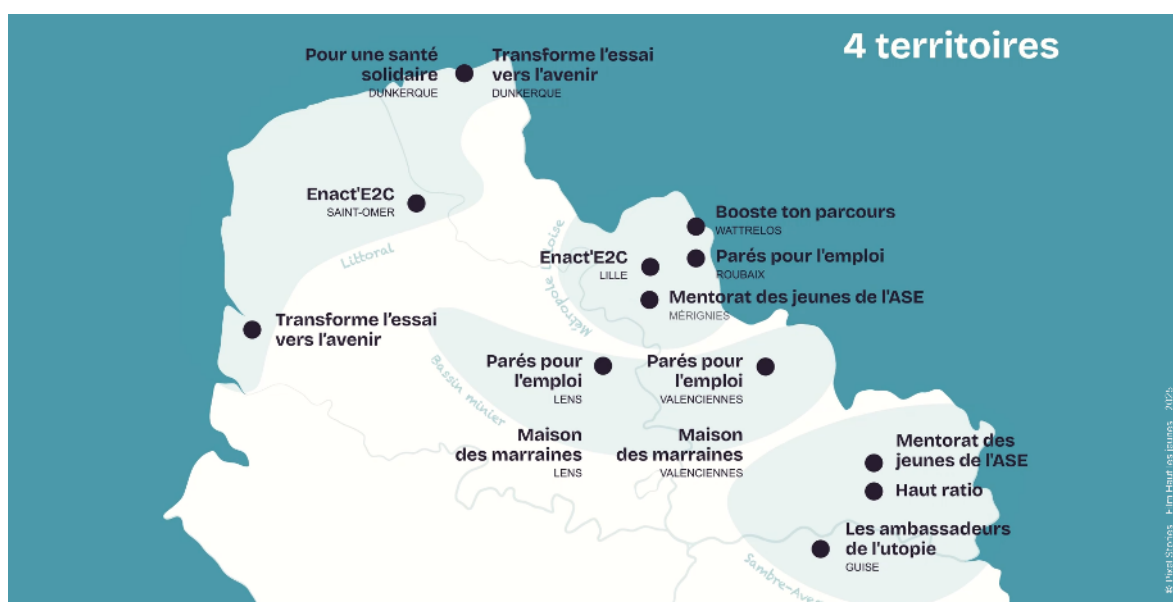 4 territoires
Pour une santé
solidaire
DUNKERQUE
Transforme l'essai
vers l'avenir
DUNKERQUE
Enact'E2C
SAINT-OMER
Littoral
Transforme l'essai
vers l'avenir
Booste ton parcours
WATTRELOS
Enact'E2C
LILLE
Parés pour l'emploi
ROUBAIX
Mentorat des jeunes de l'ASE
MÉRIGNIES
Métropole
Bassin minier
Parés pour
l'emploi
LENS
Parés pour
l'emploi
VALENCIENNES
Maison
des marraines
LENS
Maison
des marraines
VALENCIENNES
Mentorat des
jeunes de l'ASE
Haut ratio
Les ambassadeurs
de l'utopie
GUISE
2025